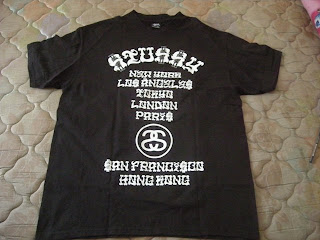 STUSSY
NEW YORK
LOS ANGELES
TOKYO
LONDON
PARIS
SAN FRANCISCO
HONG KONG